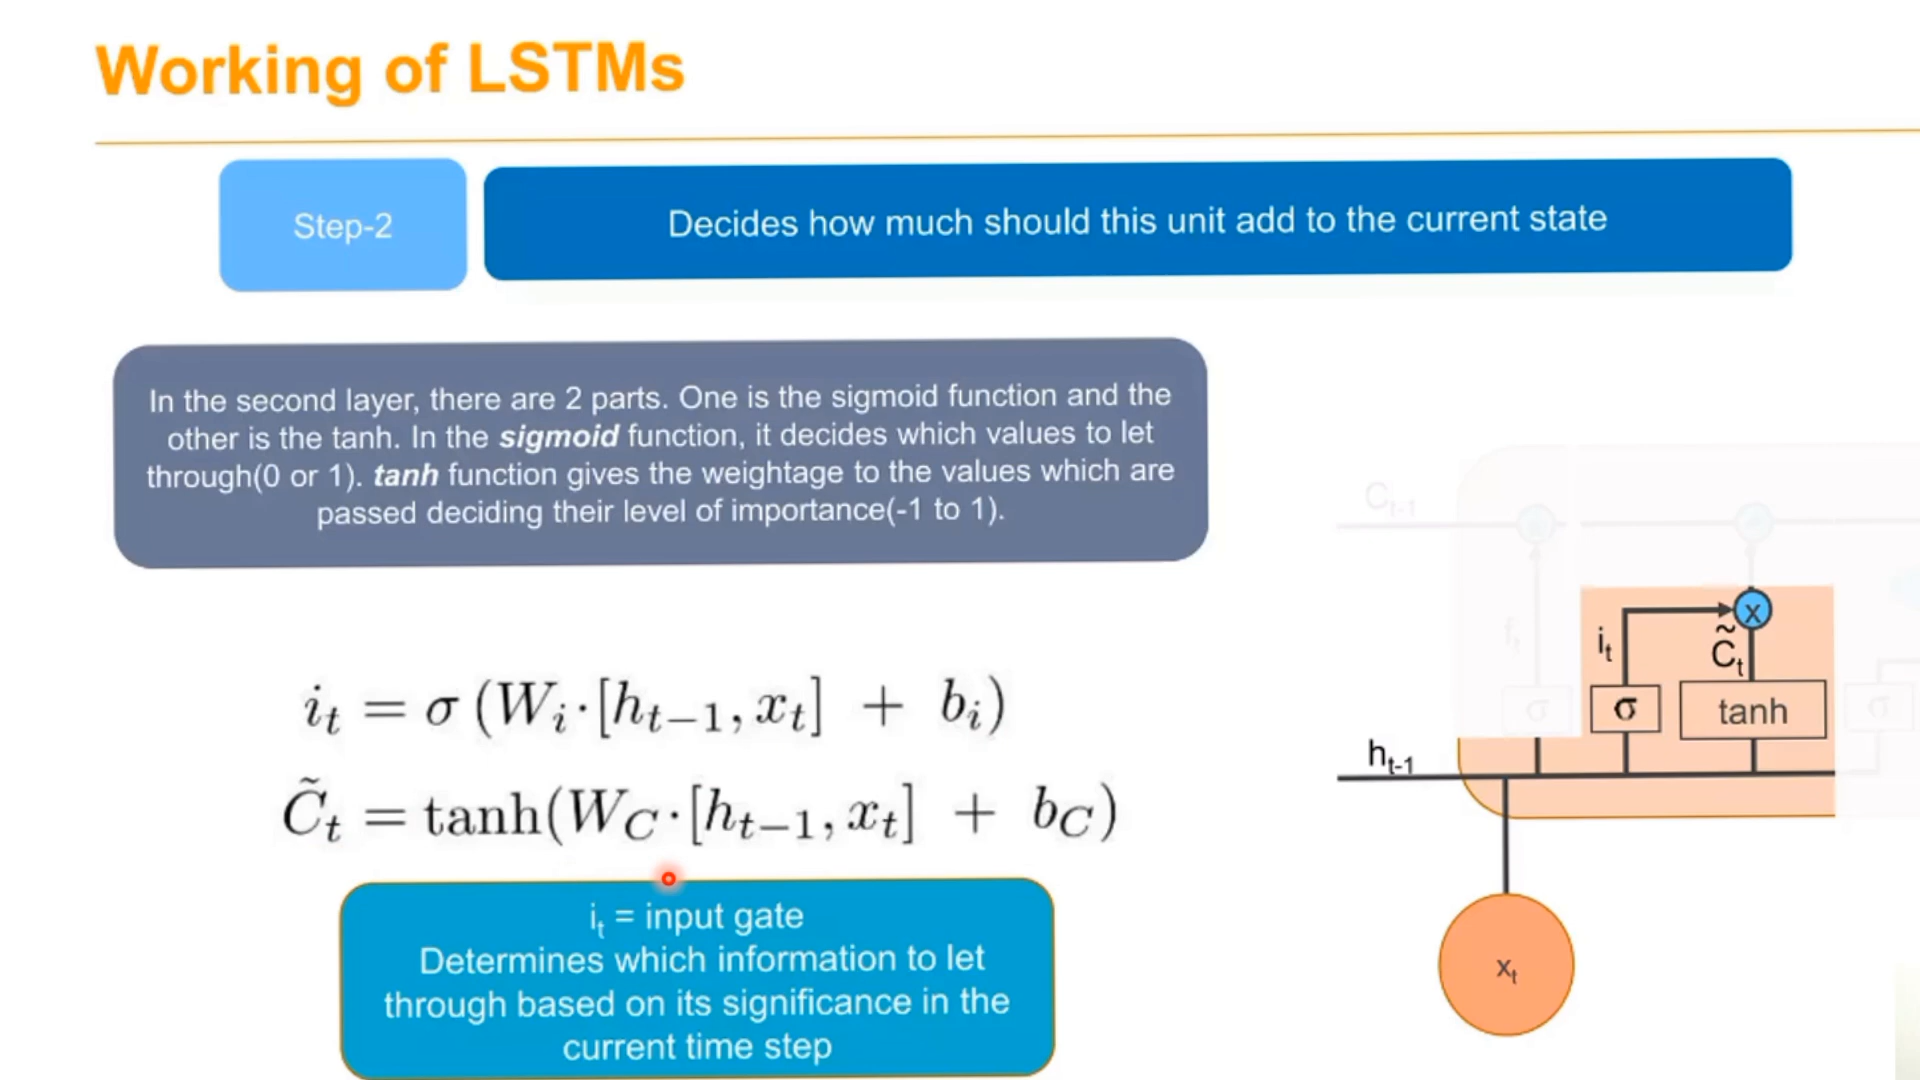 Working of LSTMs
Step-2
Decides how much should this unit add to the current state
In the second layer, there are 2 parts. One is the sigmoid function and the
other is the tanh. In the sigmoid function, it decides which values to let
through(0 or 1). tanh function gives the weightage to the values which are
passed deciding their level of importance(-1 to 1).
i_t = σ (W_i · [h_{t-1}, x_t] + b_i)
C̃_t = tanh(W_C · [h_{t-1}, x_t] + b_C)
i_t = input gate
Determines which information to let
through based on its significance in the
current time step
C_{t-1}
f_t
i_t
x
C̃_t
σ
σ
tanh
σ
h_{t-1}
x_t